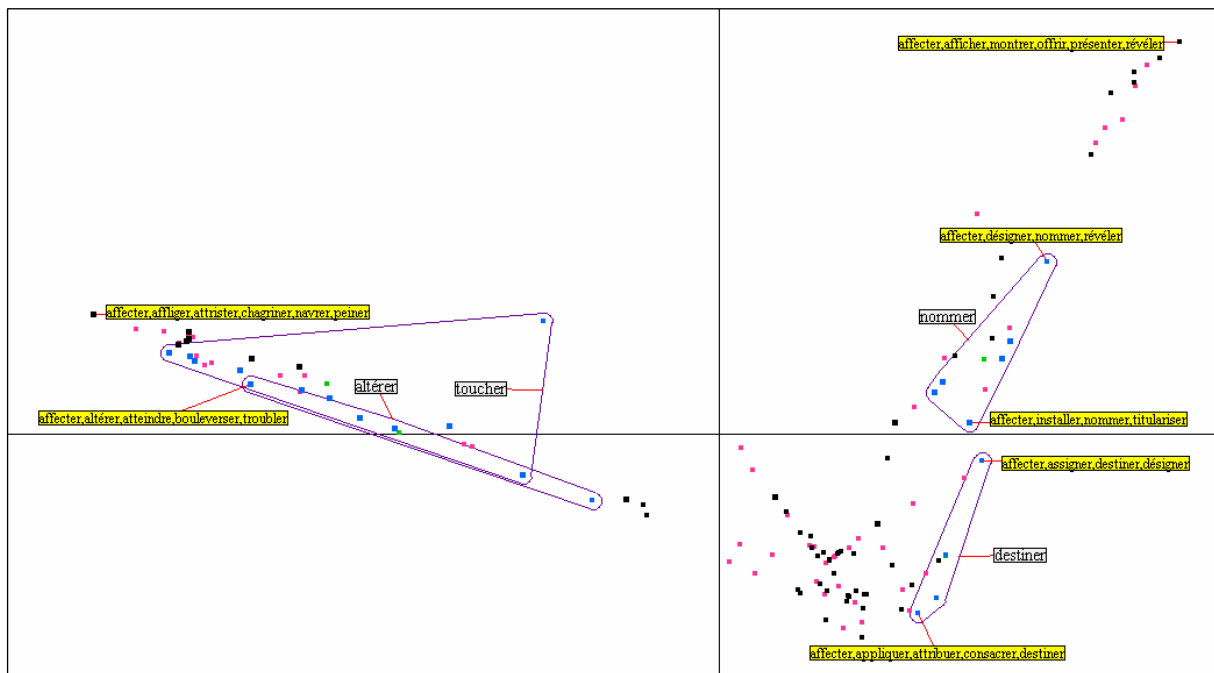 affecter,afficher,montrer,offrir,présenter,révéler
affecter,désigner,nommer,révéler
affecter,affliger,attrister,chagriner,navrer,peiner
nommer
altérer
toucher
affecter,altérer,atteindre,bouleverser,troubler
affecter,installer,nommer,titulariser
affecter,assigner,destiner,désigner
destiner
affecter,appliquer,attribuer,consacrer,destiner